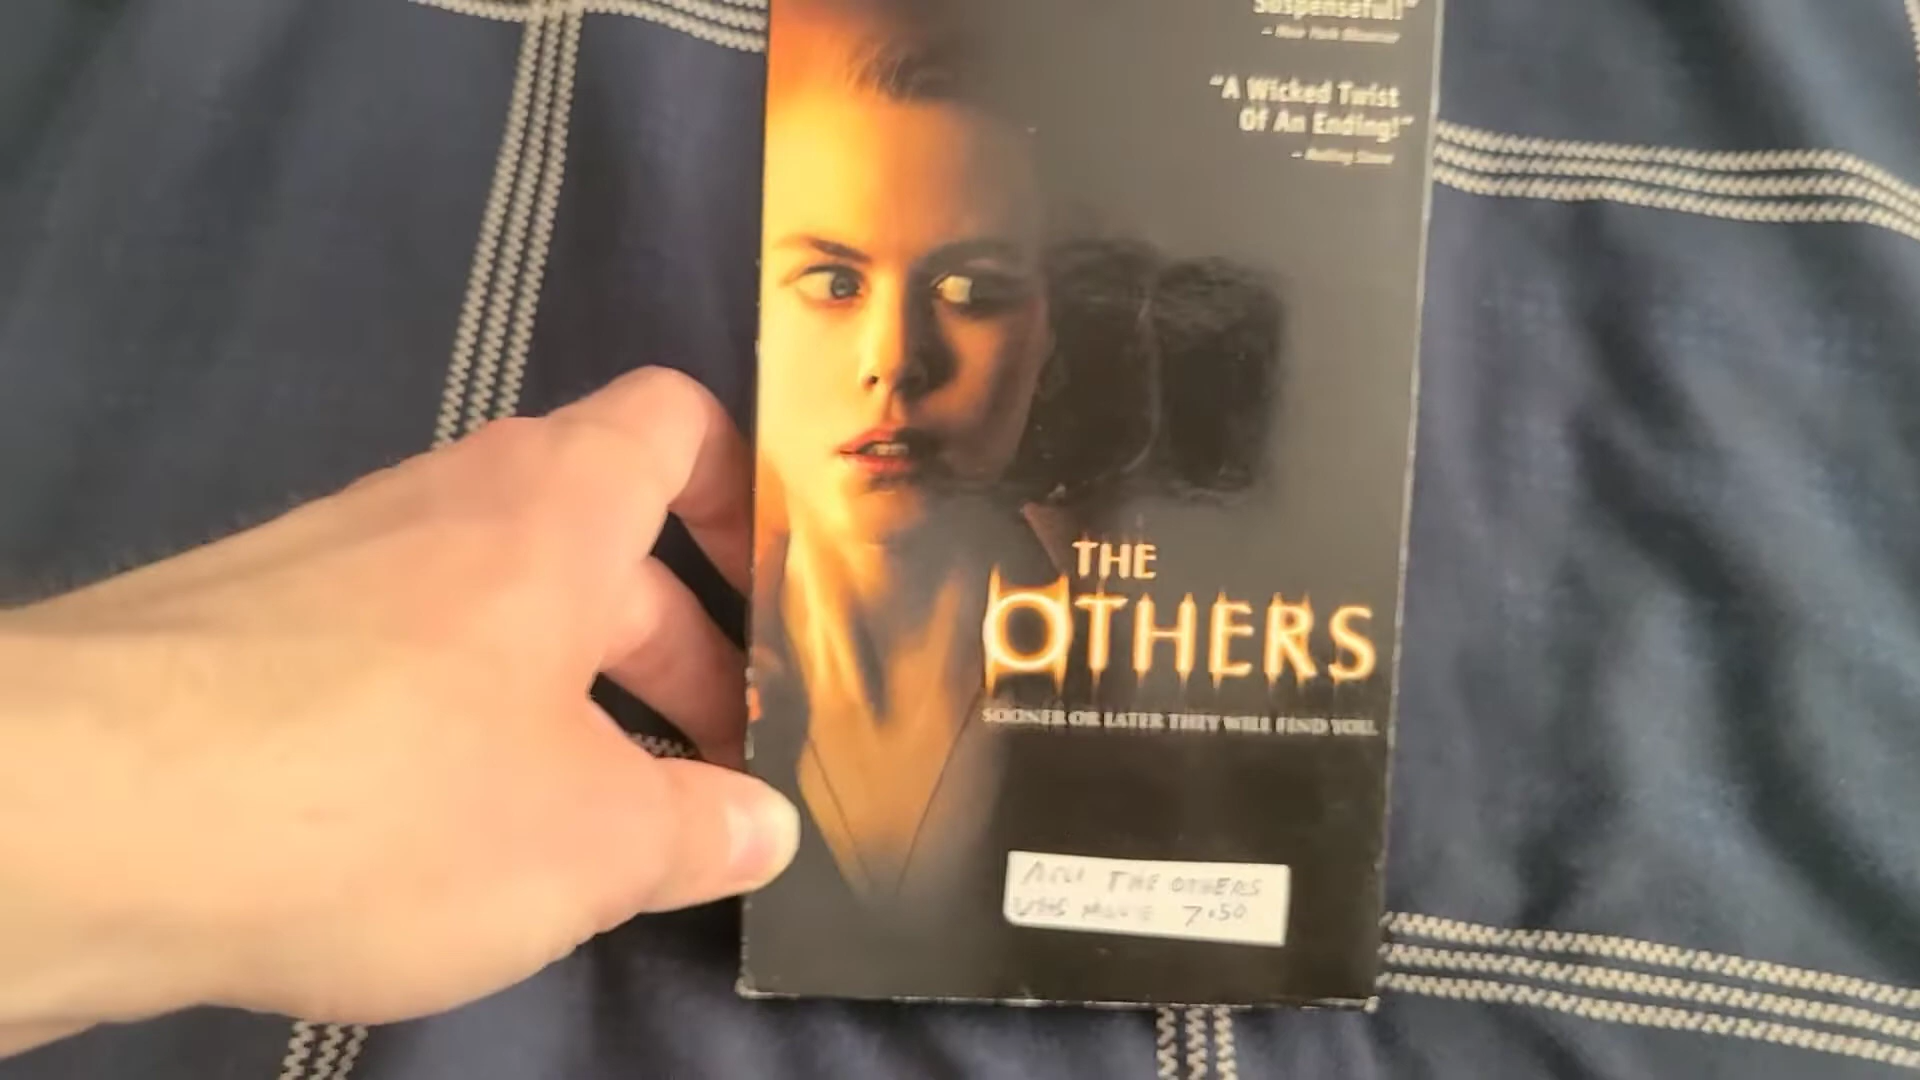 Suspenseful!"
"A Wicked Twist
Of An Ending!"
THE
OTHERS
SOONER OR LATER THEY WILL FIND YOU.
THE OTHERS
VHS MOVIE 7.50